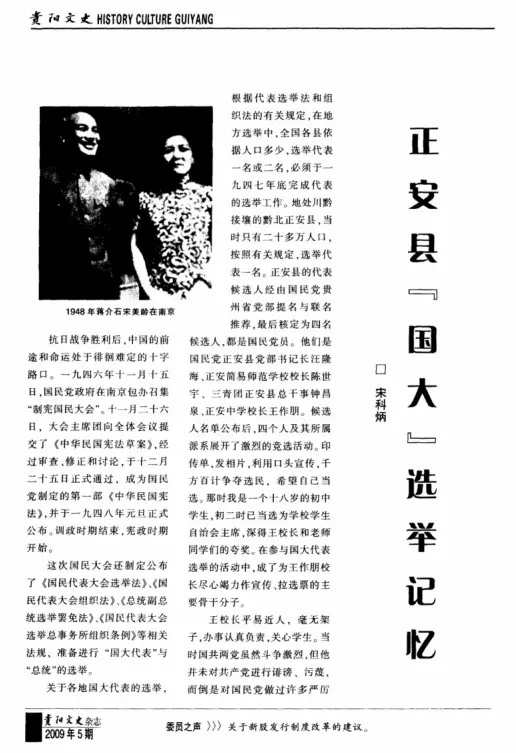 贵阳文史 HISTORY CULTURE GUIYANG
正安县『国大』选举记忆
□ 宋科炳
1948年蒋介石宋美龄在南京
抗日战争胜利后,中国的前
途和命运处于徘徊难定的十字
路口。一九四六年十一月十五
日,国民党政府在南京包办召集
“制宪国民大会”。十一月二十六
日,大会主席团向全体会议提
交了《中华民国宪法草案》,经
过审查、修正和讨论,于十二月
二十五日正式通过,成为国民
党制定的第一部《中华民国宪
法》,并于一九四八年元旦正式
公布。训政时期结束,宪政时期
开始。
这次国民大会还制定公布
了《国民代表大会选举法》、《国
民代表大会组织法》、《总统副总
统选举罢免法》、《国民代表大会
选举总事务所组织条例》等相关
法规,准备进行“国大代表”与
“总统”的选举。
关于各地国大代表的选举,
根据代表选举法和组
织法的有关规定,在地
方选举中,全国各县依
据人口多少,选举代表
一名或二名,必须于一
九四七年底完成代表
的选举工作。地处川黔
接壤的黔北正安县,当
时只有二十多万人口,
按照有关规定,选举代
表一名。正安县的代表
候选人经由国民党贵
州省党部提名与联名
推荐,最后核定为四名
候选人,都是国民党员。他们是
国民党正安县党部书记长汪隆
海、正安简易师范学校校长陈世
宇、三青团正安县总干事钟昌
泉、正安中学校长王作朋。候选
人名单公布后,四个人及其所属
派系展开了激烈的竞选活动。印
传单,发相片,利用口头宣传,千
方百计争夺选民,希望自己当
选。那时我是一个十八岁的初中
学生,初二时已当选为学校学生
自治会主席,深得王校长和老师
同学们的夸奖。在参与国大代表
选举的活动中,成了为王作朋校
长尽心竭力作宣传、拉选票的主
要骨干分子。
王校长平易近人,毫无架
子,办事认真负责,关心学生。当
时国共两党虽然斗争激烈,但他
并未对共产党进行诽谤、污蔑,
而倒是对国民党做过许多严厉
贵阳文史杂志
2009年5期
委员之声 》》》 关于新股发行制度改革的建议。